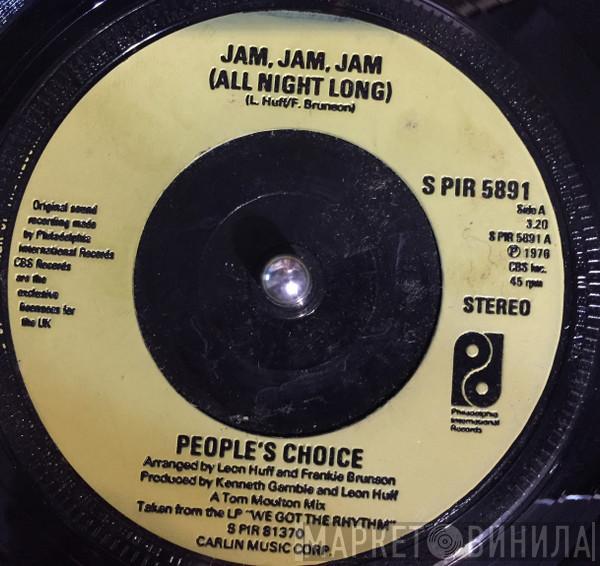 JAM, JAM, JAM
(ALL NIGHT LONG)
(L. Huff/F. Brunson)
S PIR 5891
Side A
3.20
S PIR 5891 A
℗ 1976
CBS Inc.
45 rpm
STEREO
Philadelphia
International
Records
Original sound
recording made
by Philadelphia
International Records
CBS Records
are the
exclusive
licensees for
the UK
PEOPLE'S CHOICE
Arranged by Leon Huff and Frankie Brunson
Produced by Kenneth Gamble and Leon Huff
A Tom Moulton Mix
Taken from the LP "WE GOT THE RHYTHM"
S PIR 81370
CARLIN MUSIC CORP.
МАРКЕТ ВИНИЛА